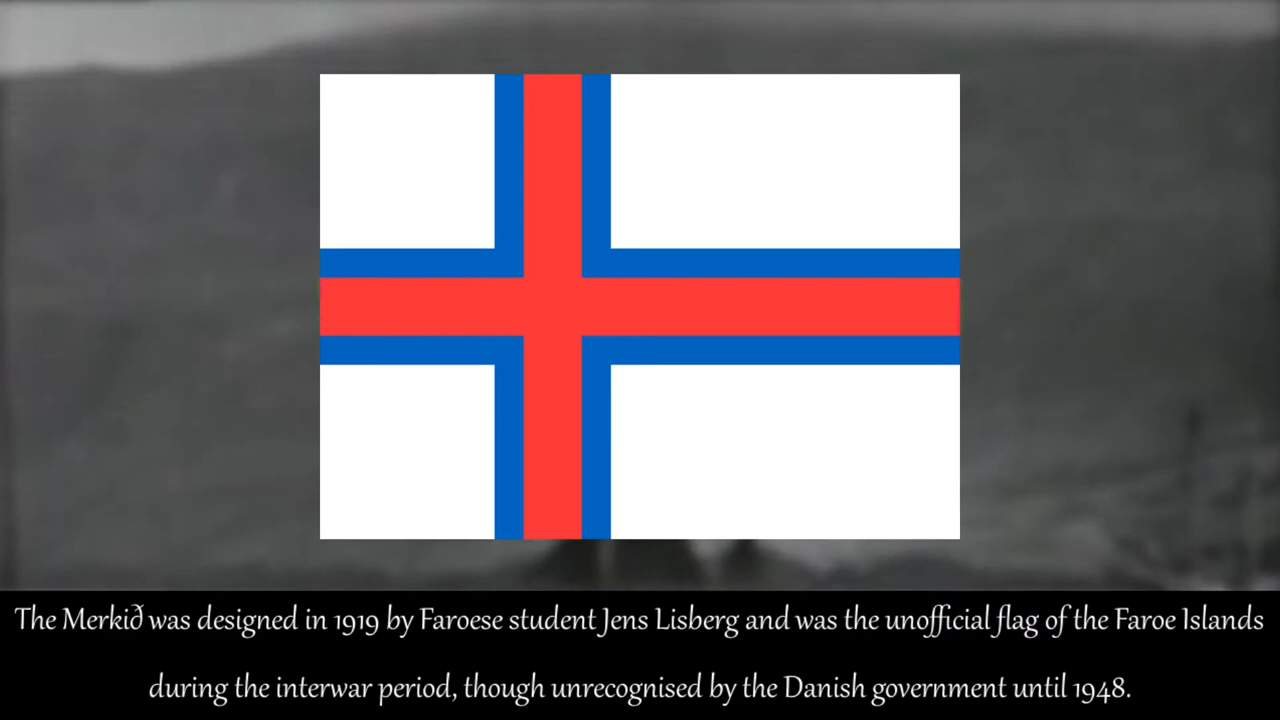 The Merkið was designed in 1919 by Faroese student Jens Lisberg and was the unofficial flag of the Faroe Islands
during the interwar period, though unrecognised by the Danish government until 1948.